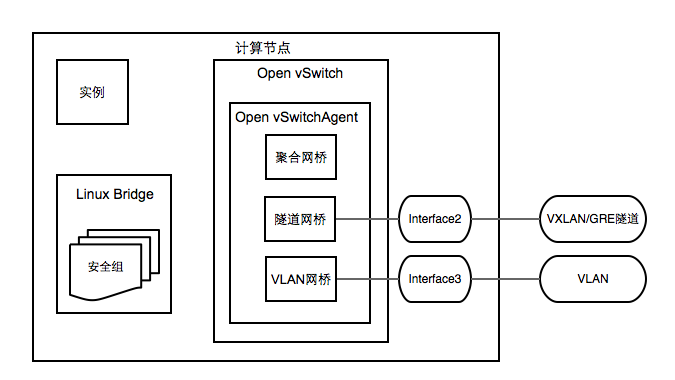 计算节点
Open vSwitch
实例
Open vSwitchAgent
聚合网桥
Linux Bridge
隧道网桥
Interface2
VXLAN/GRE隧道
安全组
VLAN网桥
Interface3
VLAN